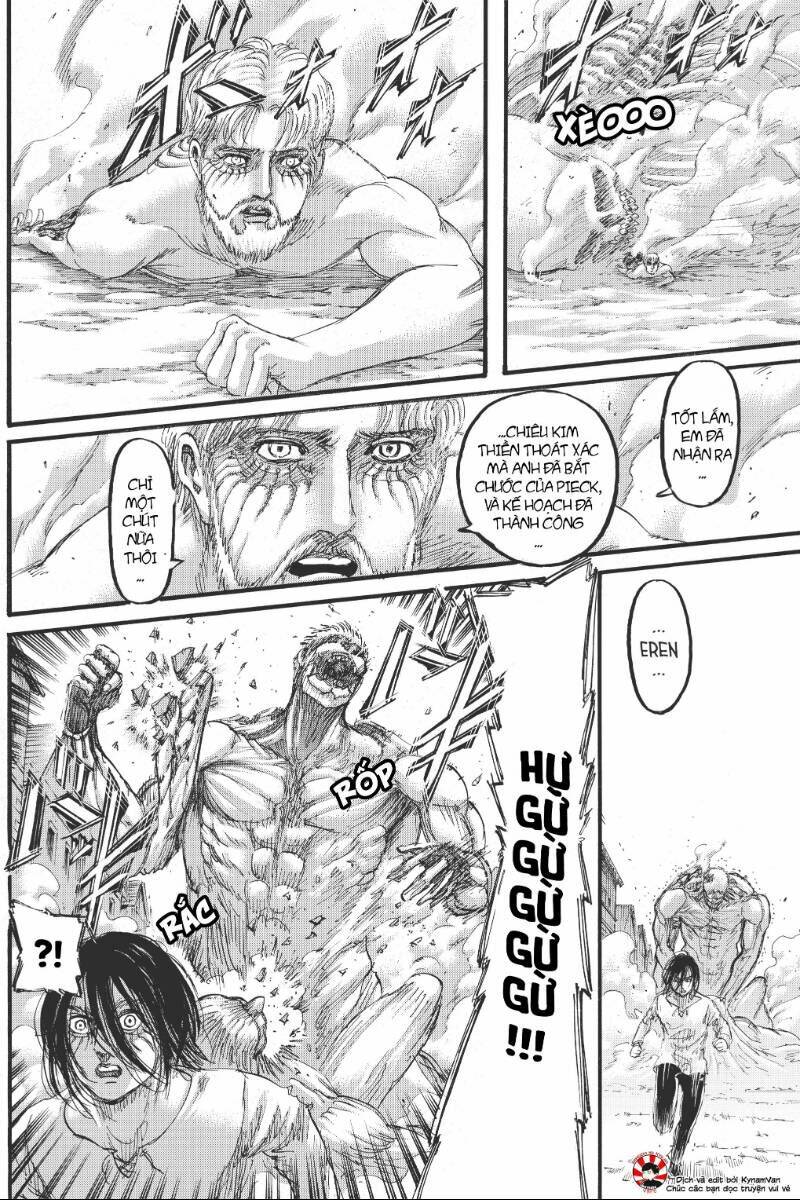 XÈOOO
TỐT LẮM,
EM ĐÃ
NHẬN RA
...
...CHIÊU KIM
THIỀN THOÁT XÁC
MÀ ANH ĐÃ BẮT
CHƯỚC CỦA PIECK,
VÀ KẾ HOẠCH ĐÃ
THÀNH CÔNG
...
CHỈ
MỘT
CHÚT
NỮA
THÔI
...
...
EREN
...
HỰ
GỪ
GỪ
GỪ
GỪ
GỪ
!!!
RỐP
RẮC
?!
Dịch và edit bởi KynamVan
Chúc các bạn đọc truyện vui vẻ